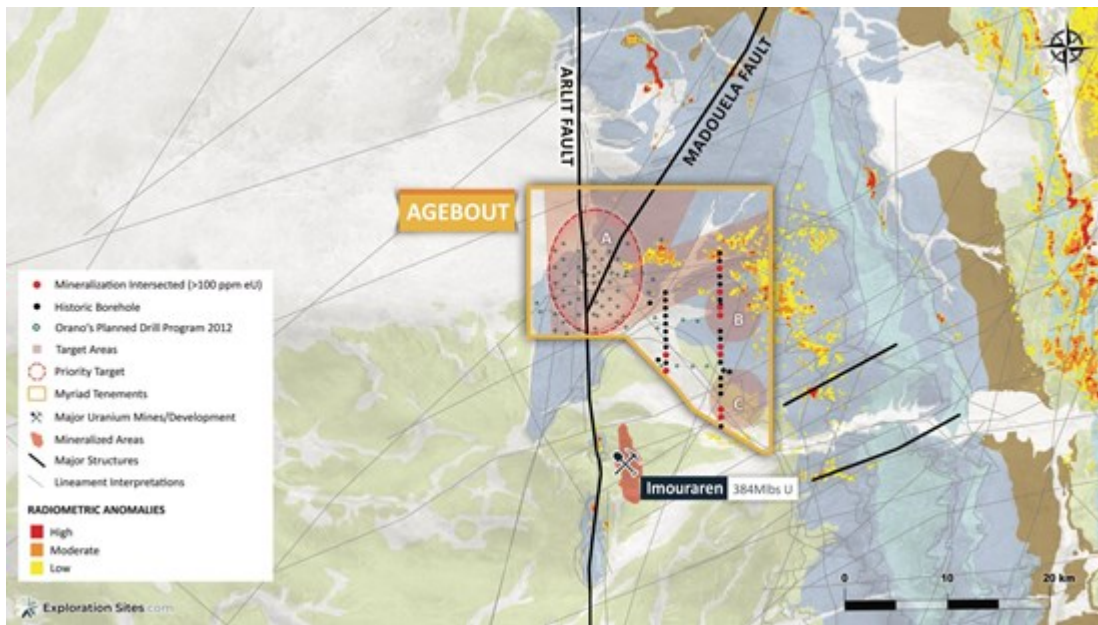 ARLIT FAULT
MADOUELA FAULT
AGEBOUT
A
B
C
Mineralization Intersected (>100 ppm eU)
Historic Borehole
Orano's Planned Drill Program 2012
Target Areas
Priority Target
Myriad Tenements
Major Uranium Mines/Development
Mineralized Areas
Major Structures
Lineament Interpretations
RADIOMETRIC ANOMALIES
High
Moderate
Low
Imouraren
384Mlbs U
0 10 20 km
Exploration Sites.com